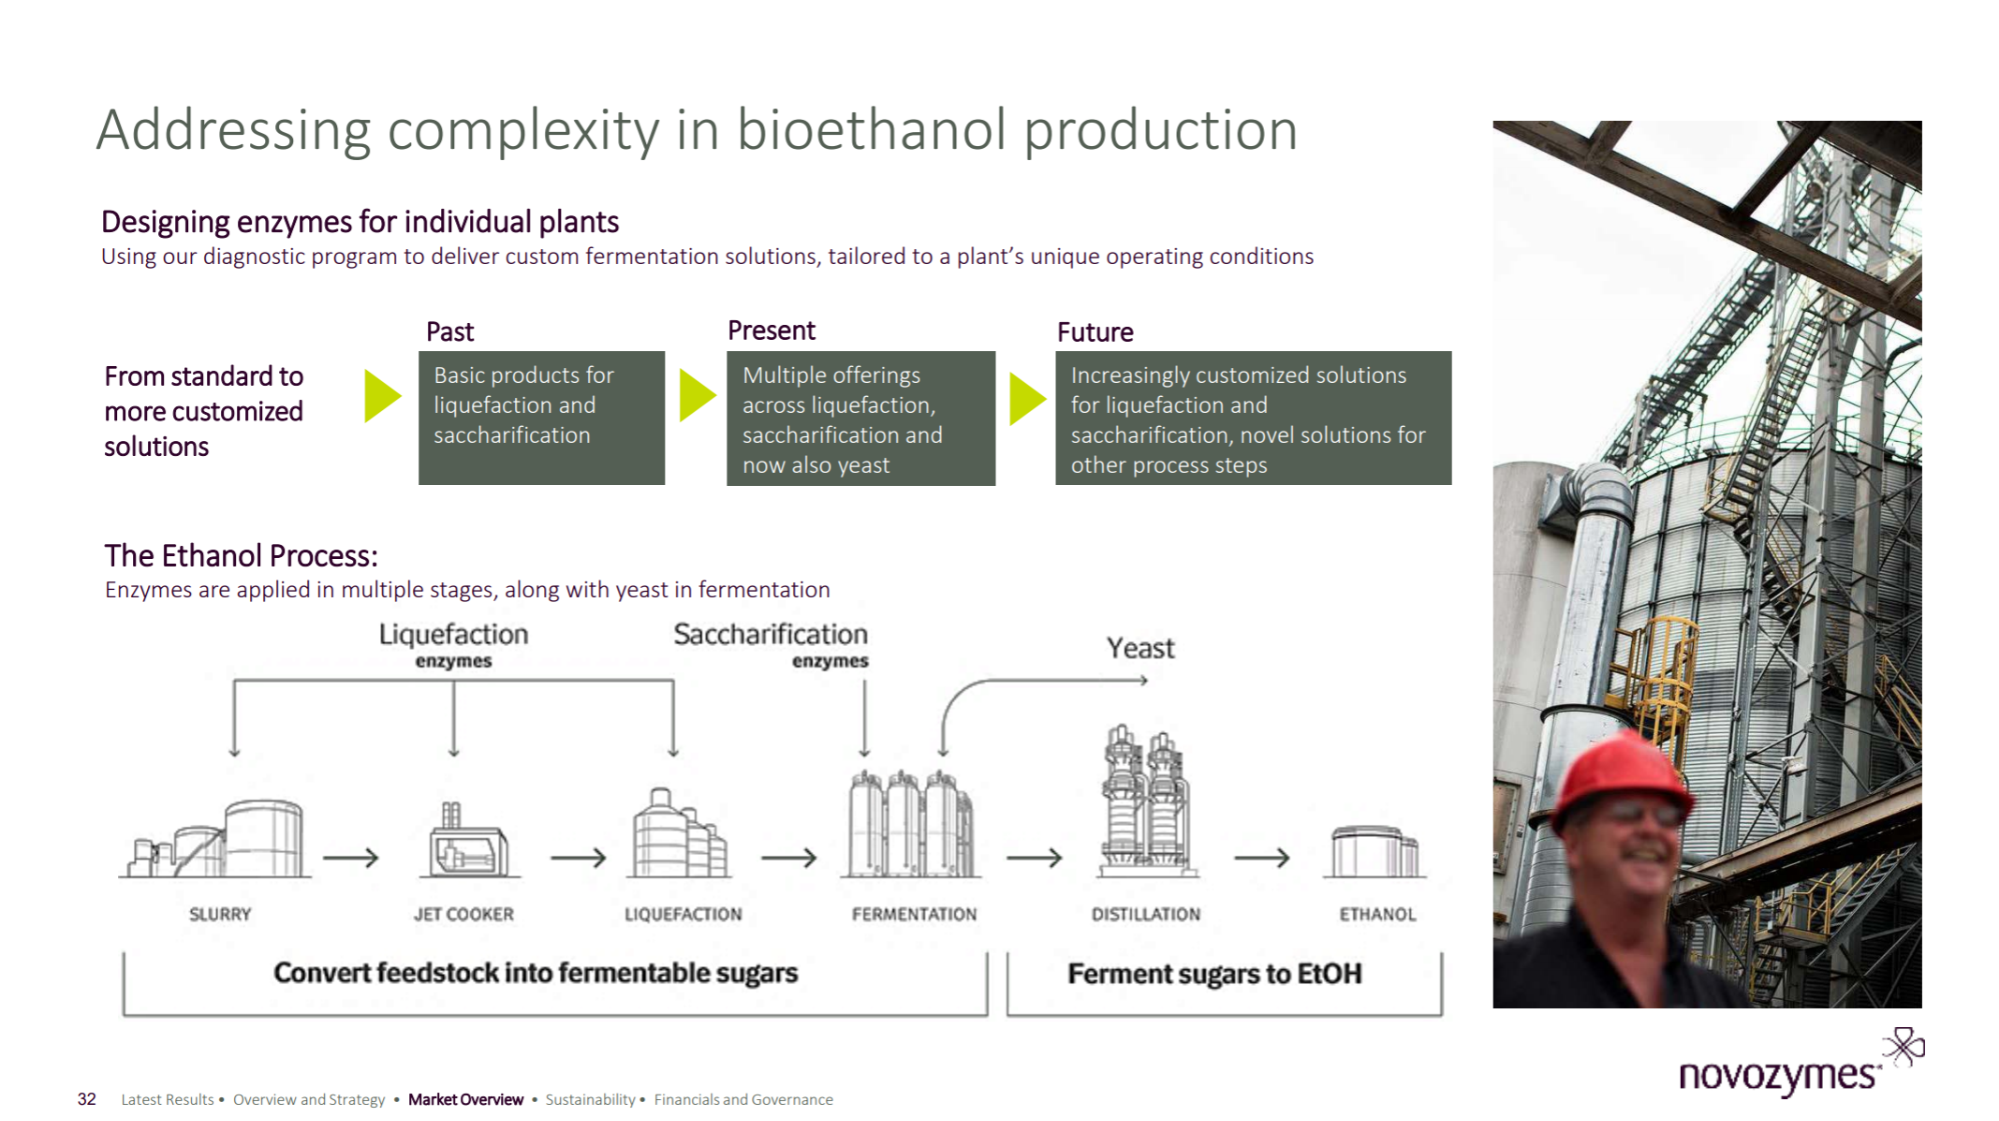 Addressing complexity in bioethanol production
Designing enzymes for individual plants
Using our diagnostic program to deliver custom fermentation solutions, tailored to a plant’s unique operating conditions
From standard to
more customized
solutions
Past
Basic products for
liquefaction and
saccharification
Present
Multiple offerings
across liquefaction,
saccharification and
now also yeast
Future
Increasingly customized solutions
for liquefaction and
saccharification, novel solutions for
other process steps
The Ethanol Process:
Enzymes are applied in multiple stages, along with yeast in fermentation
Liquefaction
enzymes
Saccharification
enzymes
Yeast
SLURRY
JET COOKER
LIQUEFACTION
FERMENTATION
DISTILLATION
ETHANOL
Convert feedstock into fermentable sugars
Ferment sugars to EtOH
novozymes
32 Latest Results • Overview and Strategy • Market Overview • Sustainability • Financials and Governance